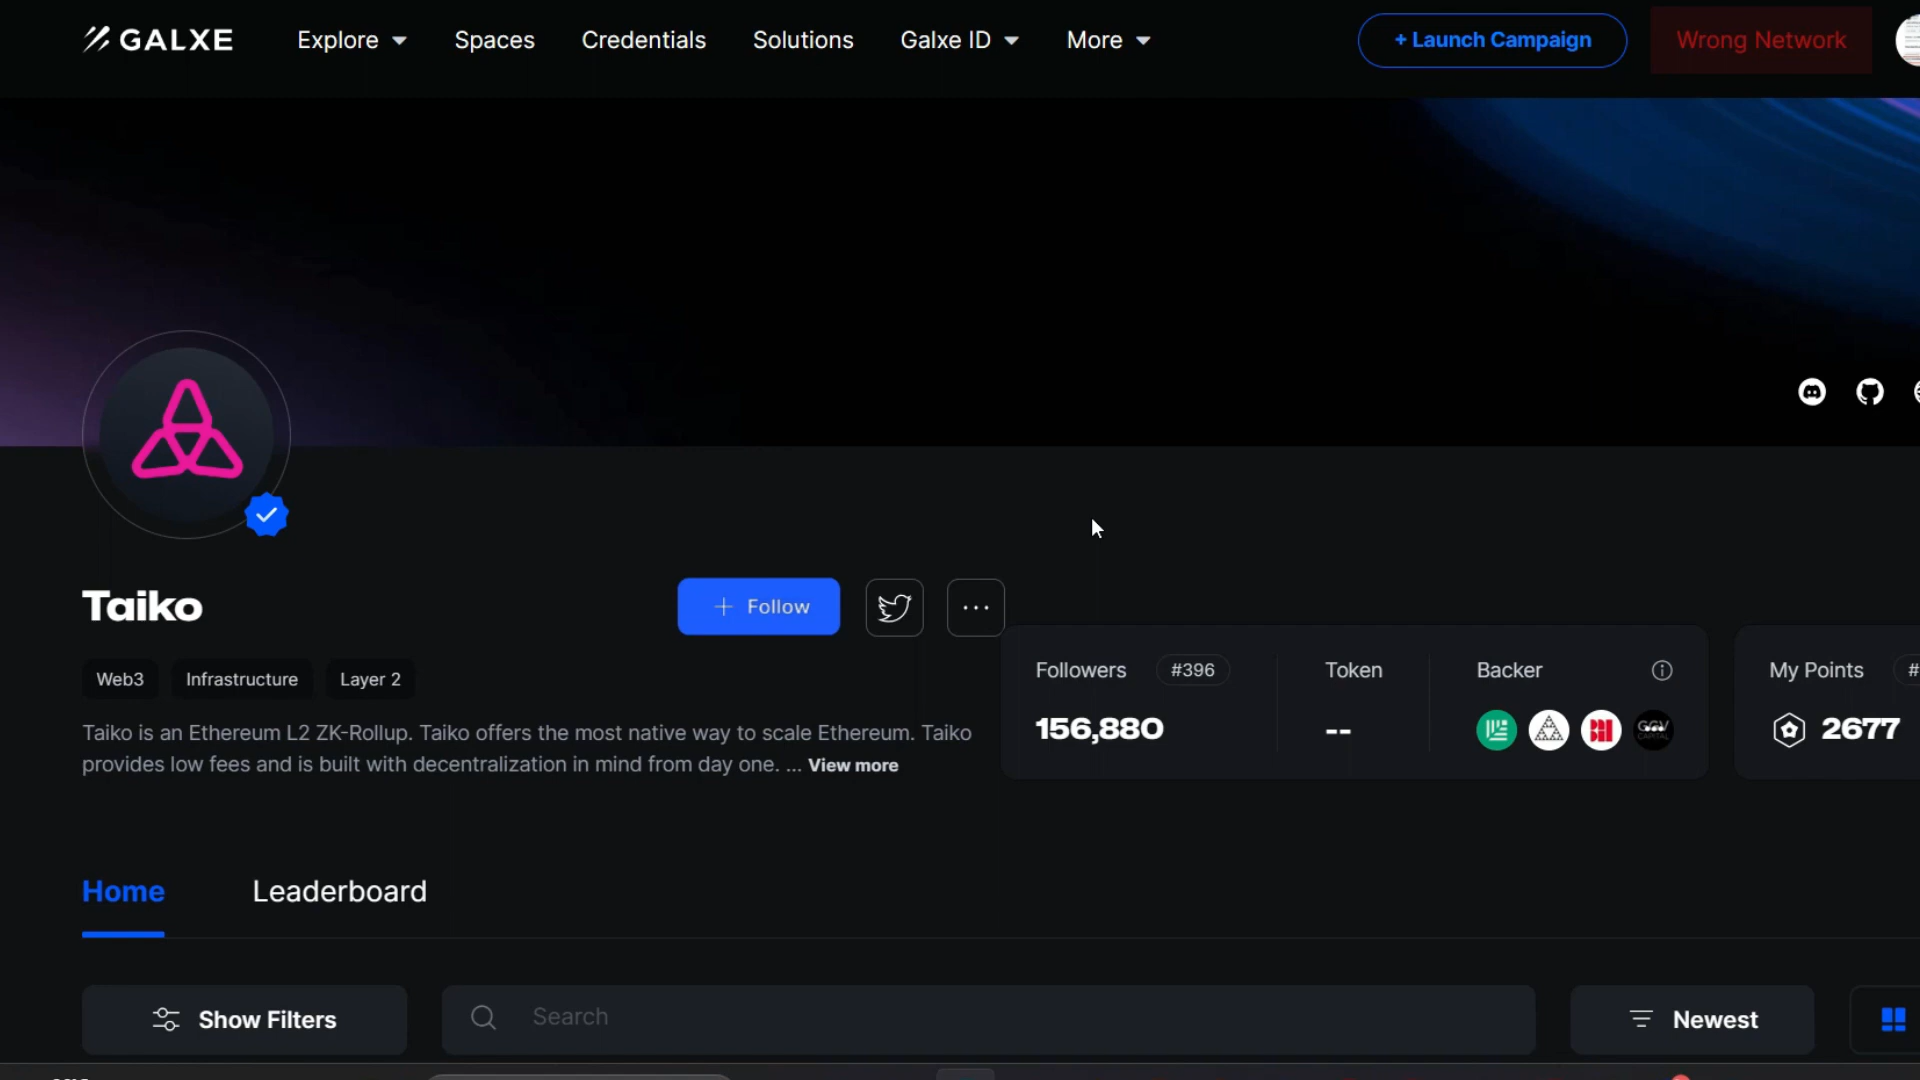 GALXE
Explore
Spaces
Credentials
Solutions
Galxe ID
More
+ Launch Campaign
Wrong Network
Taiko
+ Follow
...
Web3
Infrastructure
Layer 2
Taiko is an Ethereum L2 ZK-Rollup. Taiko offers the most native way to scale Ethereum. Taiko
provides low fees and is built with decentralization in mind from day one. ... View more
Followers #396
156,880
Token
--
Backer
GGV
CAPITAL
My Points #
2677
Home
Leaderboard
Show Filters
Search
Newest